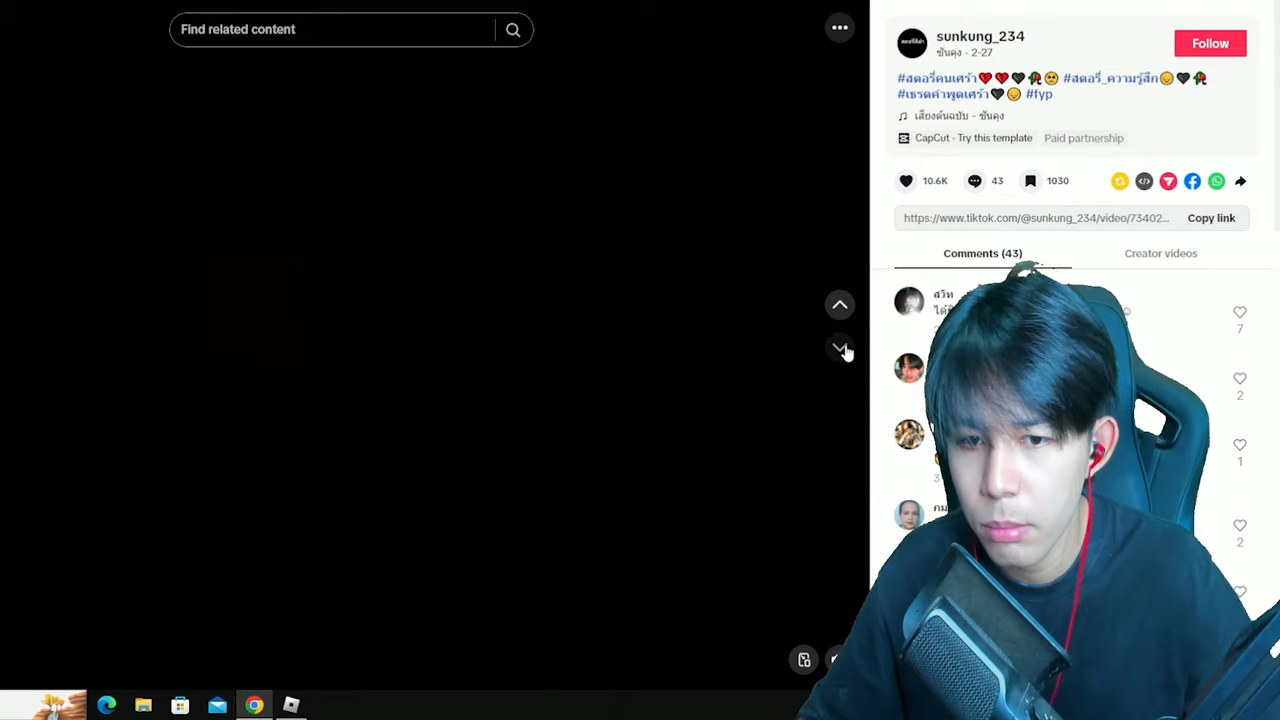 Find related content
sunkung_234
ซันคุง · 2-27
Follow
#สตอรี่คนเศร้า💔💔🖤🥀🥺 #สตอรี่_ความรู้สึก😞🖤🥀
#เธรดคำพูดเศร้า🖤😞 #fyp
เสียงต้นฉบับ - ซันคุง
CapCut · Try this template
Paid partnership
10.6K
43
1030
https://www.tiktok.com/@sunkung_234/video/73402...
Copy link
Comments (43)
Creator videos
สวิท
7
2
1
2